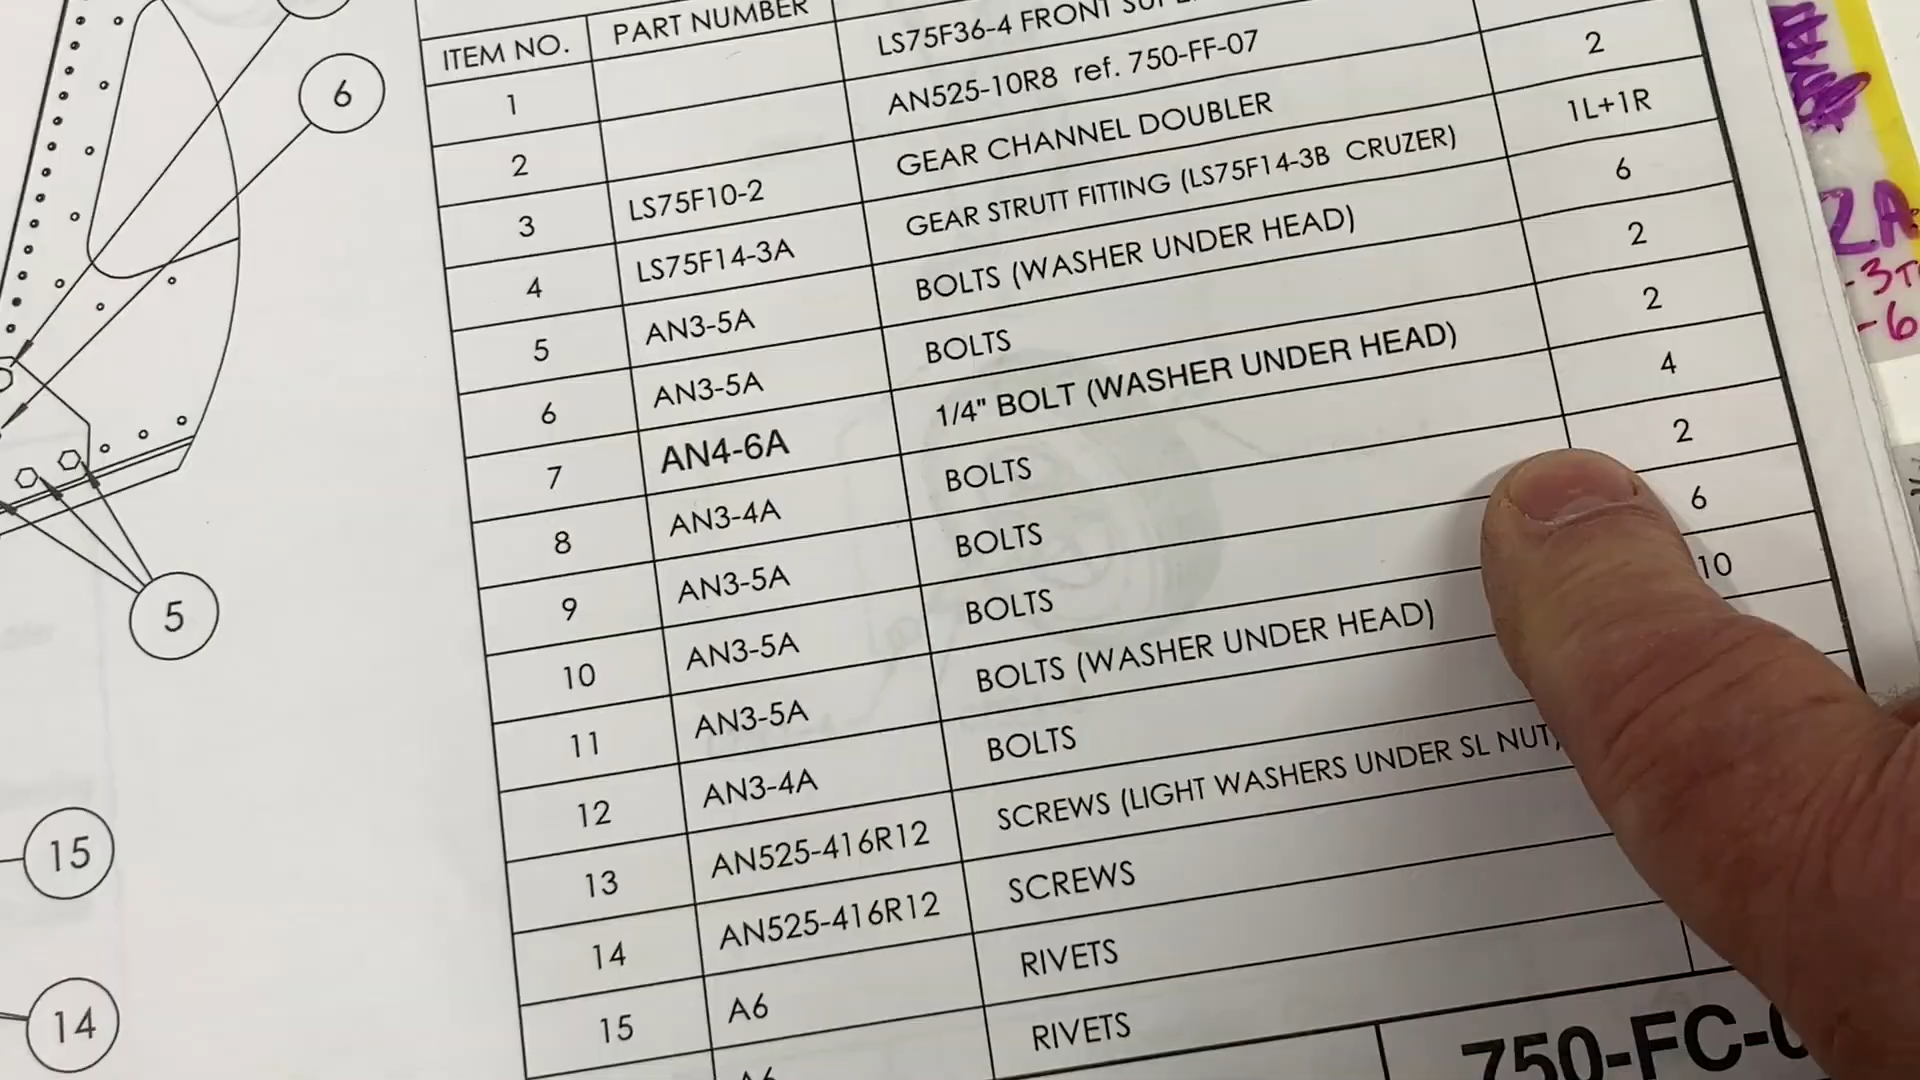 ITEM NO. PART NUMBER
1 LS75F36-4 FRONT
2 AN525-10R8 ref. 750-FF-07
3 LS75F10-2 GEAR CHANNEL DOUBLER 2
4 LS75F14-3A GEAR STRUTT FITTING (LS75F14-3B CRUZER) 1L+1R
5 AN3-5A BOLTS (WASHER UNDER HEAD) 6
6 AN3-5A BOLTS 2
7 AN4-6A 1/4" BOLT (WASHER UNDER HEAD) 2
8 AN3-4A BOLTS 4
9 AN3-5A BOLTS 2
10 AN3-5A BOLTS 6
11 AN3-5A BOLTS (WASHER UNDER HEAD) 10
12 AN3-4A BOLTS
13 AN525-416R12 SCREWS (LIGHT WASHERS UNDER SL NUT)
14 AN525-416R12 SCREWS
15 A6 RIVETS
A6 RIVETS
750-FC-0
6
5
15
14
2A
-3T
-6